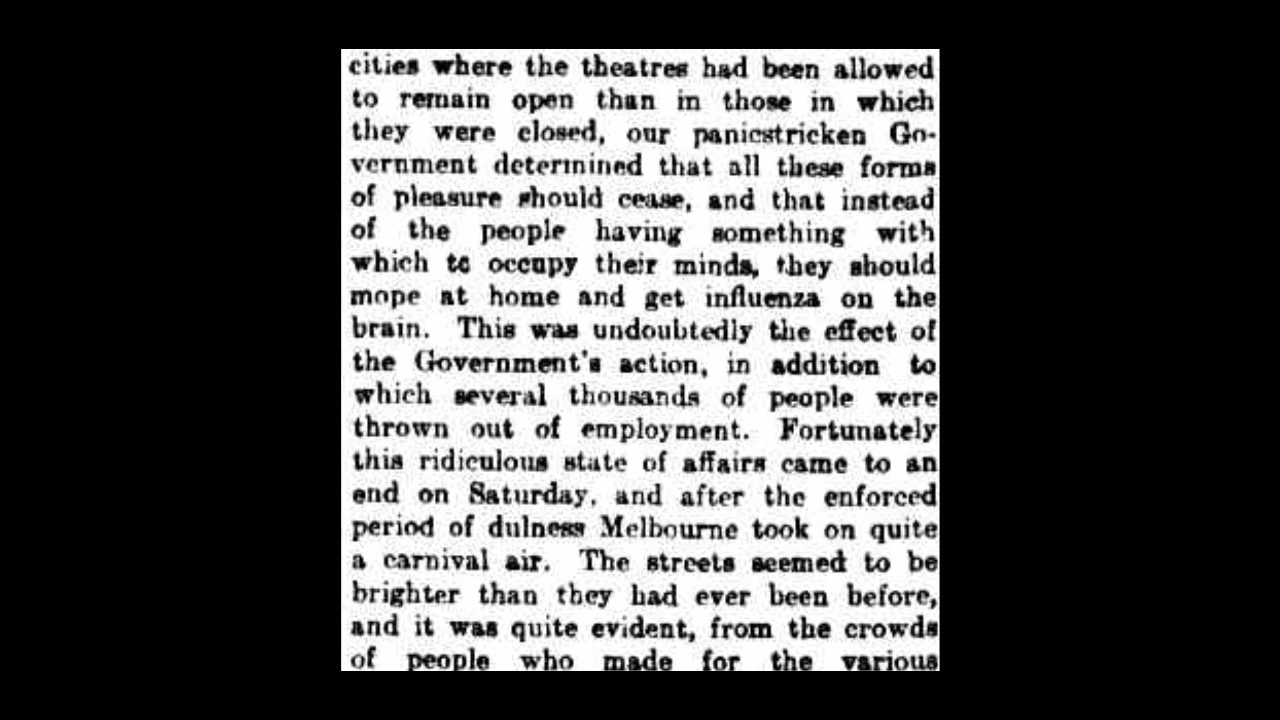 cities where the theatres had been allowed
to remain open than in those in which
they were closed, our panicstricken Go-
vernment determined that all these forms
of pleasure should cease, and that instead
of the people having something with
which to occupy their minds, they should
mope at home and get influenza on the
brain. This was undoubtedly the effect of
the Government's action, in addition to
which several thousands of people were
thrown out of employment. Fortunately
this ridiculous state of affairs came to an
end on Saturday, and after the enforced
period of dulness Melbourne took on quite
a carnival air. The streets seemed to be
brighter than they had ever been before,
and it was quite evident, from the crowds
of people who made for the various